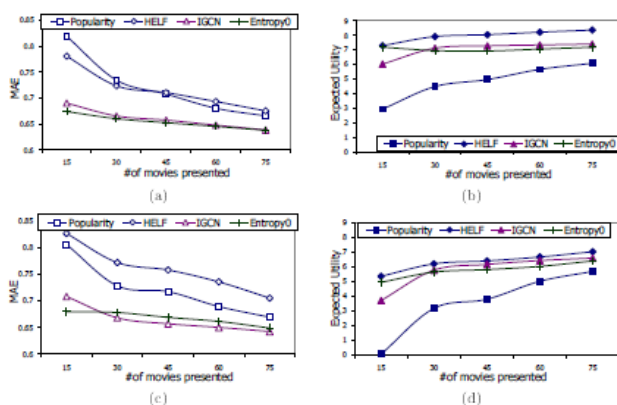 Popularity HELF IGCN Entropy0
0.85
0.8
0.75
0.7
0.65
0.6
MAE
15 30 45 60 75
#of movies presented
(a)
9
8
7
6
5
4
3
2
1
0
Expected Utility
Popularity HELF IGCN Entropy0
15 30 45 60 75
#of movies presented
(b)
Popularity HELF IGCN Entropy0
0.85
0.8
0.75
0.7
0.65
0.6
MAE
15 30 45 60 75
#of movies presented
(c)
Popularity HELF IGCN Entropy0
9
8
7
6
5
4
3
2
1
0
Expected Utility
15 30 45 60 75
#of movies presented
(d)